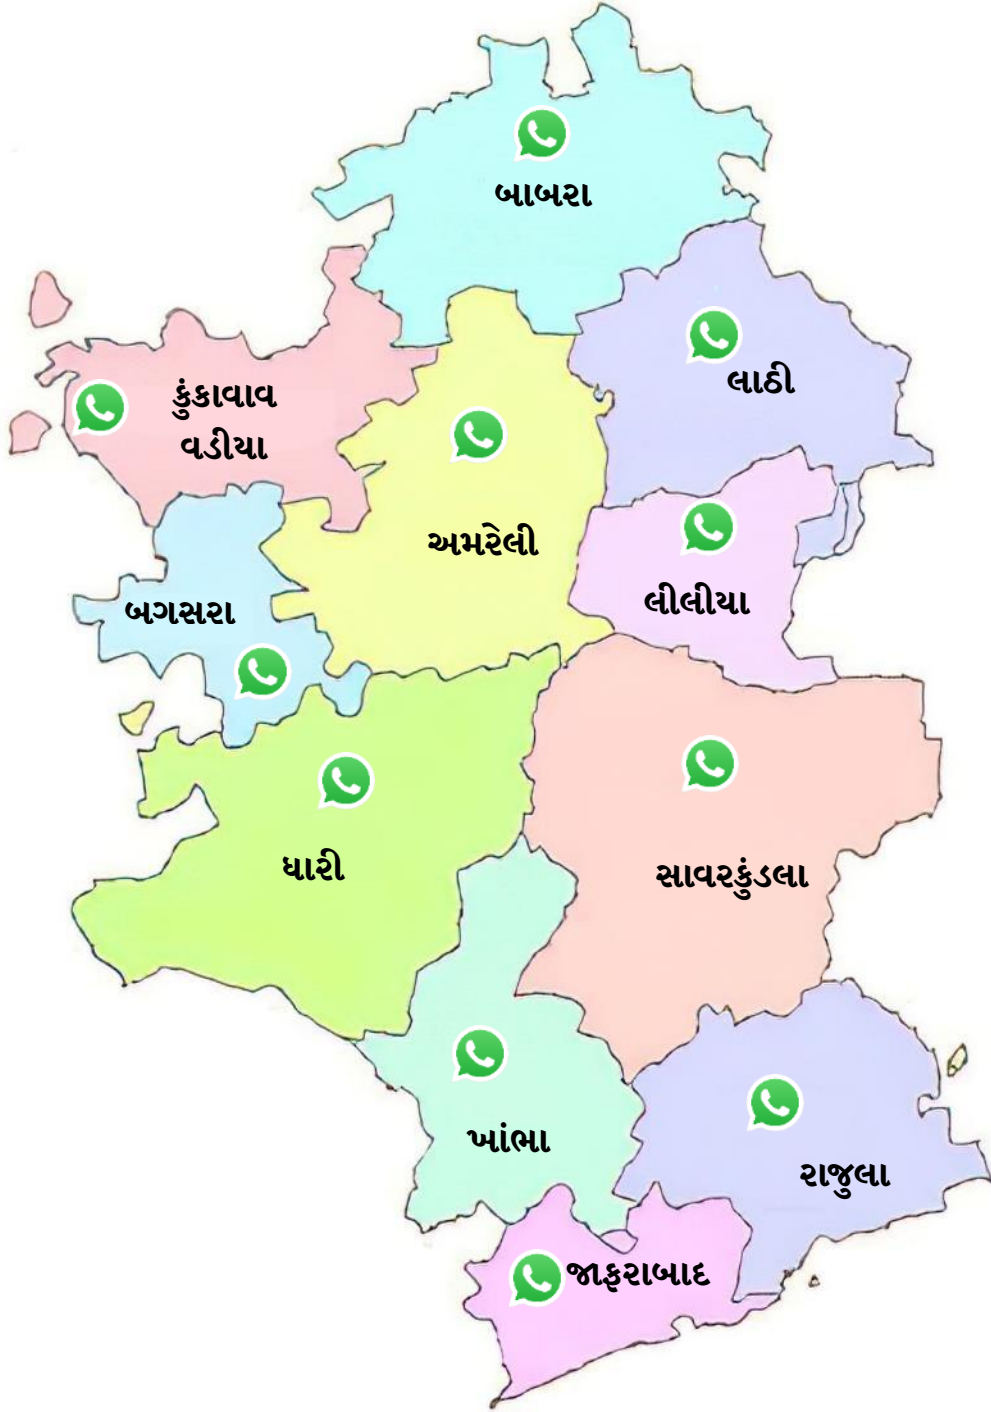 બાબરા
લાઠી
કુંકાવાવ
વડીયા
અમરેલી
લીલીયા
બગસરા
ધારી
સાવરકુંડલા
ખાંભા
રાજુલા
જાફરાબાદ